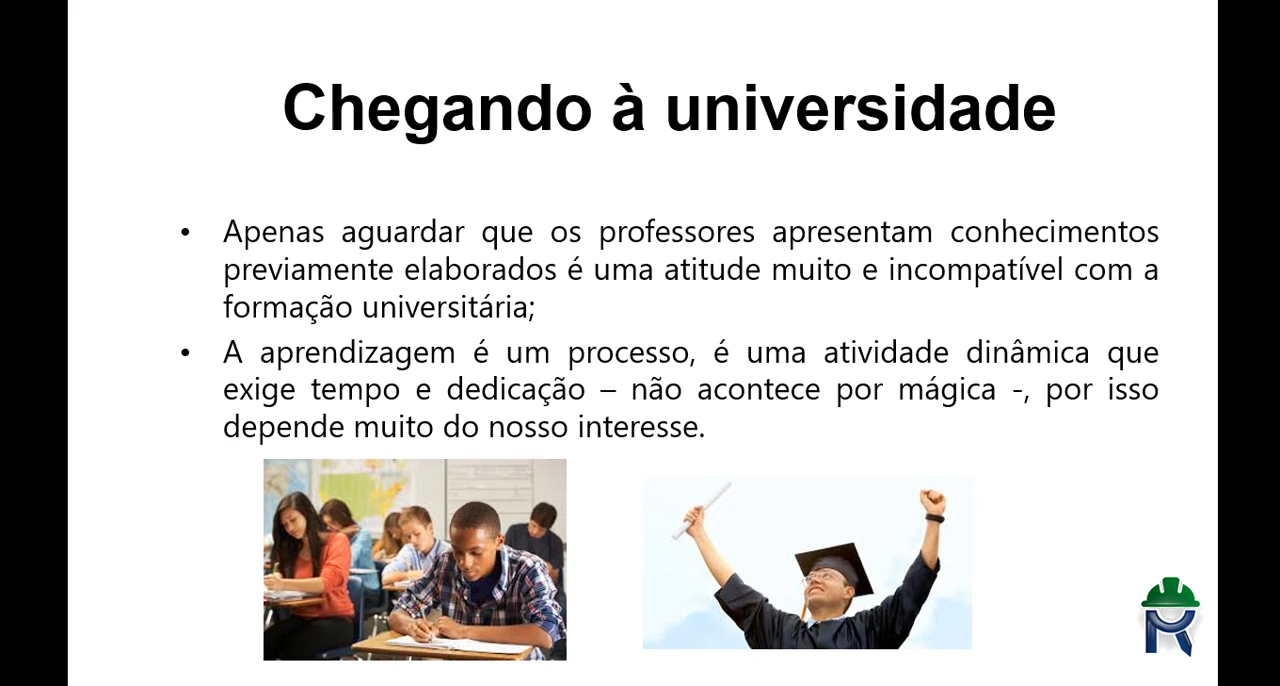 Chegando à universidade
• Apenas aguardar que os professores apresentam conhecimentos
previamente elaborados é uma atitude muito e incompatível com a
formação universitária;
• A aprendizagem é um processo, é uma atividade dinâmica que
exige tempo e dedicação – não acontece por mágica -, por isso
depende muito do nosso interesse.
R